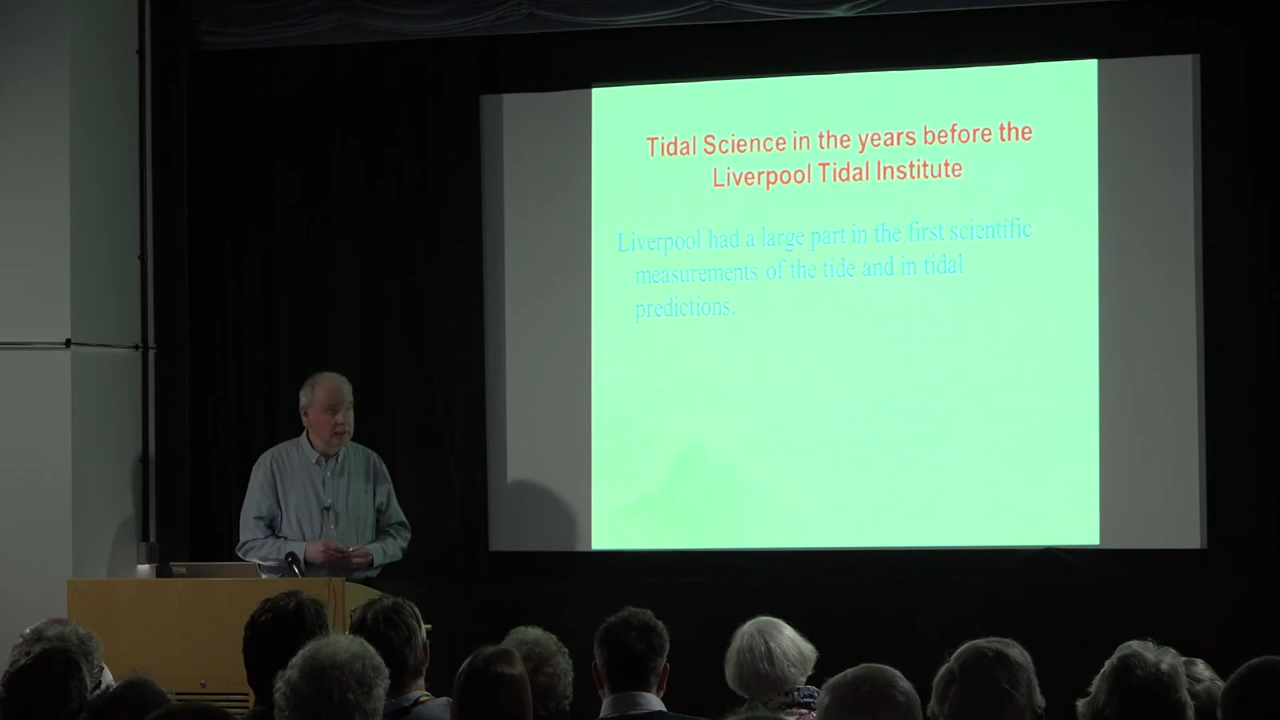 Tidal Science in the years before the
Liverpool Tidal Institute
Liverpool had a large part in the first scientific
measurements of the tide and in tidal
predictions.